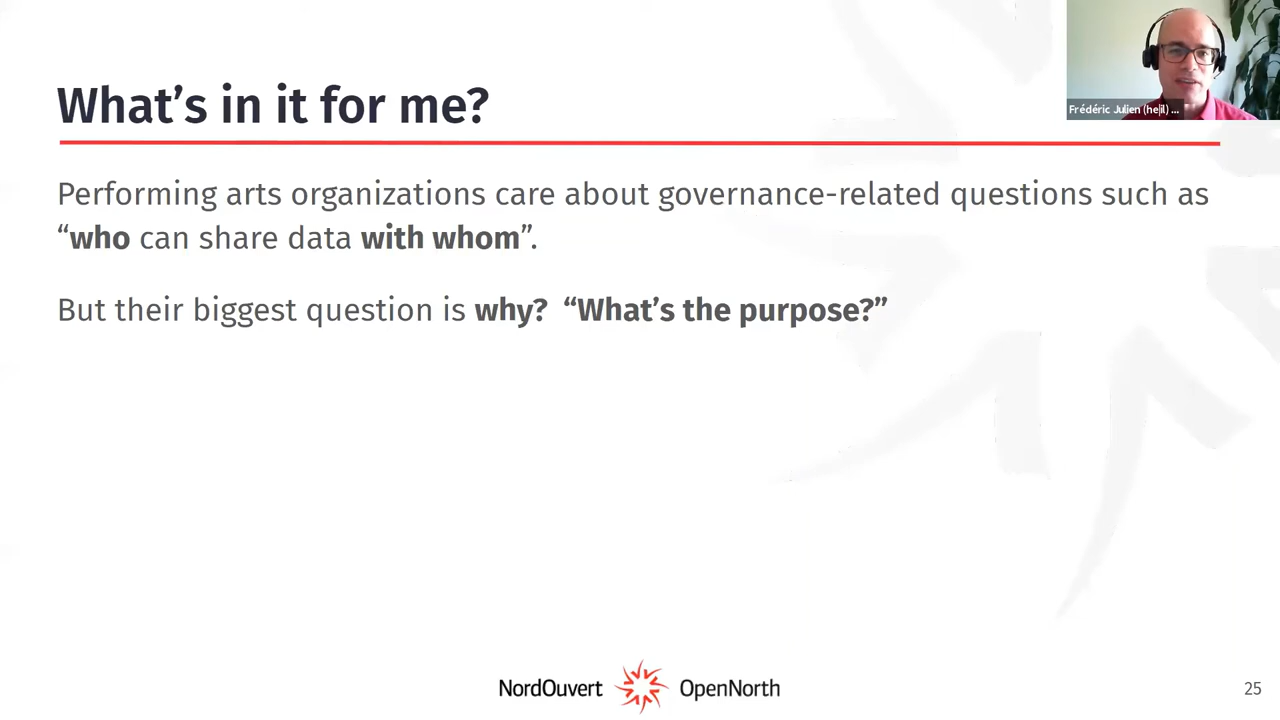 What’s in it for me?
Frédéric Julien (he|il) ...
Performing arts organizations care about governance-related questions such as
“who can share data with whom”.
But their biggest question is why? “What’s the purpose?”
NordOuvert OpenNorth
25